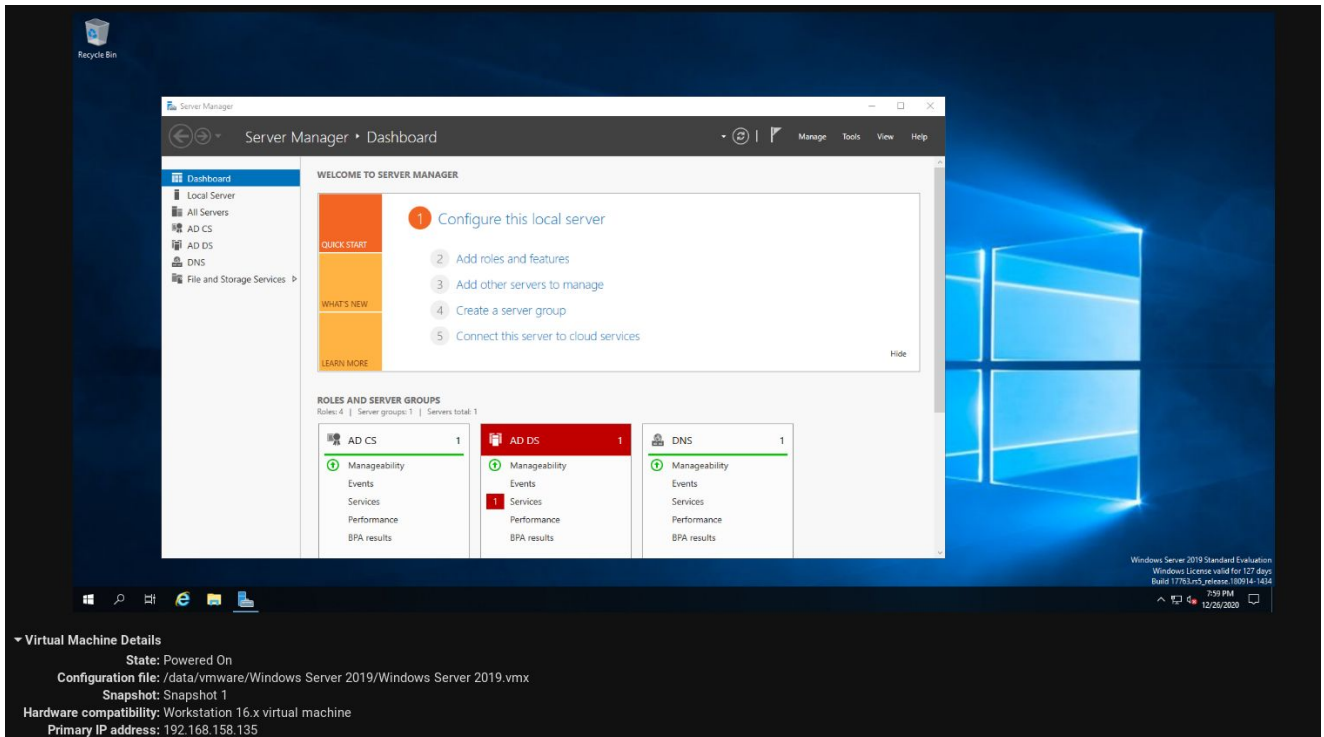 Recycle Bin
Server Manager
Server Manager ‣ Dashboard
Manage Tools View Help
Dashboard
Local Server
All Servers
AD CS
AD DS
DNS
File and Storage Services
WELCOME TO SERVER MANAGER
QUICK START
WHAT'S NEW
LEARN MORE
1 Configure this local server
2 Add roles and features
3 Add other servers to manage
4 Create a server group
5 Connect this server to cloud services
Hide
ROLES AND SERVER GROUPS
Roles: 4 | Server groups: 1 | Servers total: 1
AD CS 1
Manageability
Events
Services
Performance
BPA results
AD DS 1
Manageability
Events
1 Services
Performance
BPA results
DNS 1
Manageability
Events
Services
Performance
BPA results
Windows Server 2019 Standard Evaluation
Windows License valid for 127 days
Build 17763.rs5_release.180914-1434
7:59 PM
12/26/2020
Virtual Machine Details
State: Powered On
Configuration file: /data/vmware/Windows Server 2019/Windows Server 2019.vmx
Snapshot: Snapshot 1
Hardware compatibility: Workstation 16.x virtual machine
Primary IP address: 192.168.158.135